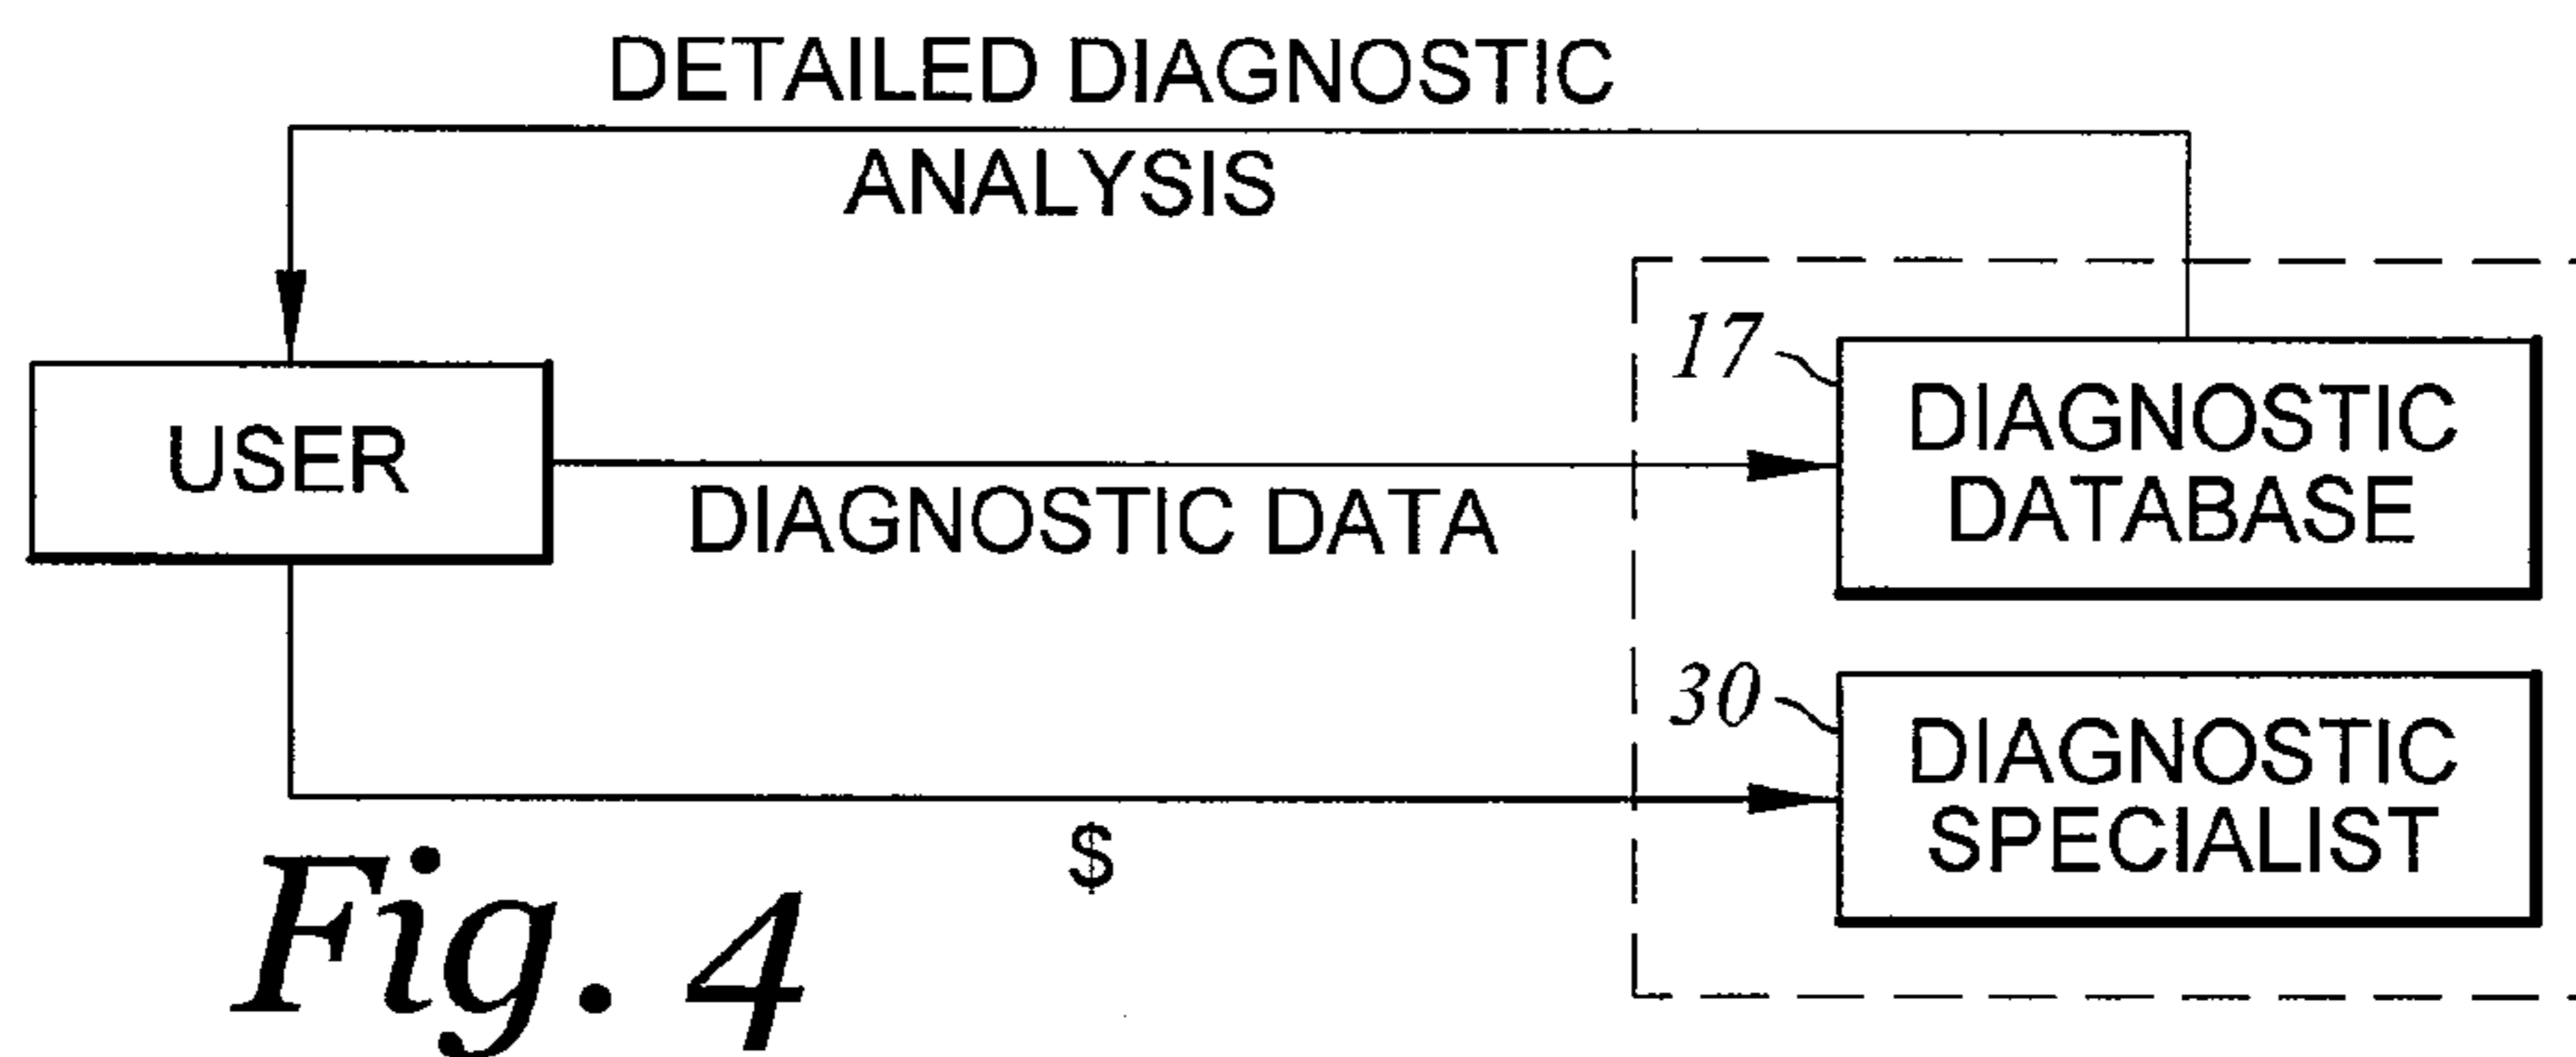 DETAILED DIAGNOSTIC
ANALYSIS
17
DIAGNOSTIC
DATABASE
USER
DIAGNOSTIC DATA
30
DIAGNOSTIC
SPECIALIST
$
Fig. 4